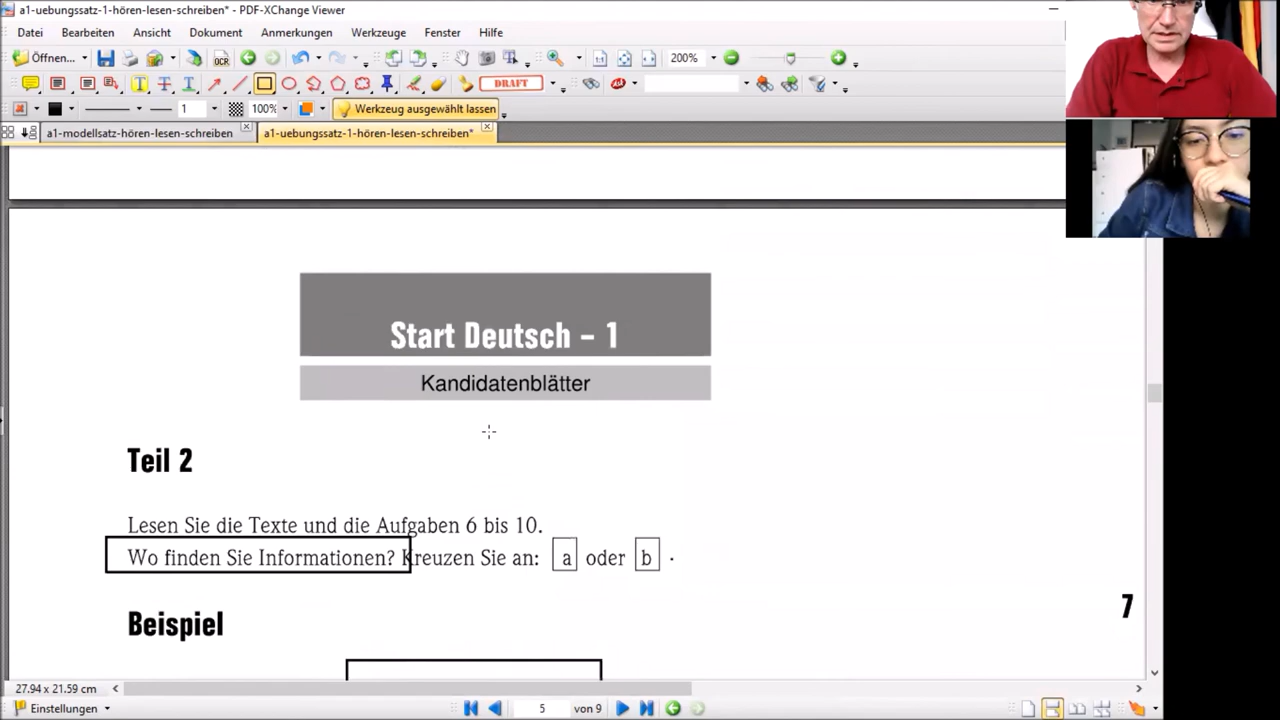 a1-uebungssatz-1-hören-lesen-schreiben* - PDF-XChange Viewer
Datei Bearbeiten Ansicht Dokument Anmerkungen Werkzeuge Fenster Hilfe
Öffnen... OCR 200%
DRAFT
1 100% Werkzeug ausgewählt lassen
a1-modellsatz-hören-lesen-schreiben a1-uebungssatz-1-hören-lesen-schreiben*
Start Deutsch – 1
Kandidatenblätter
Teil 2
Lesen Sie die Texte und die Aufgaben 6 bis 10.
Wo finden Sie Informationen? Kreuzen Sie an: a oder b .
7
Beispiel
27.94 x 21.59 cm
Einstellungen 5 von 9